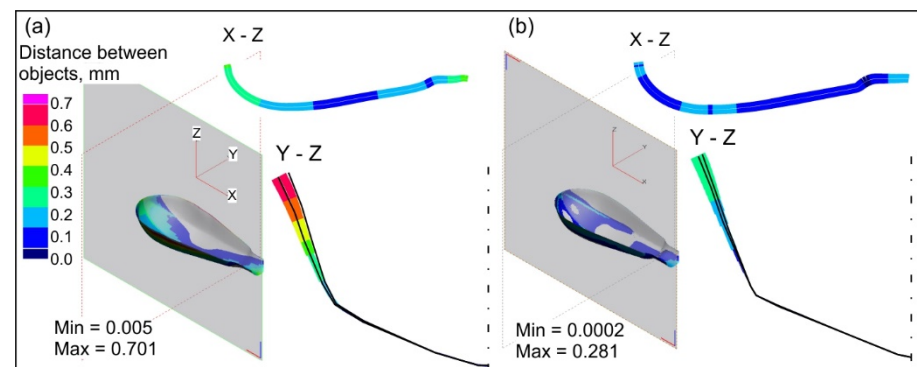 (a)
X - Z
Distance between
objects, mm
0.7
0.6
0.5
0.4
0.3
0.2
0.1
0.0
Z
Y
X
Y - Z
Min = 0.005
Max = 0.701
(b)
X - Z
Z
Y
X
Y - Z
Min = 0.0002
Max = 0.281